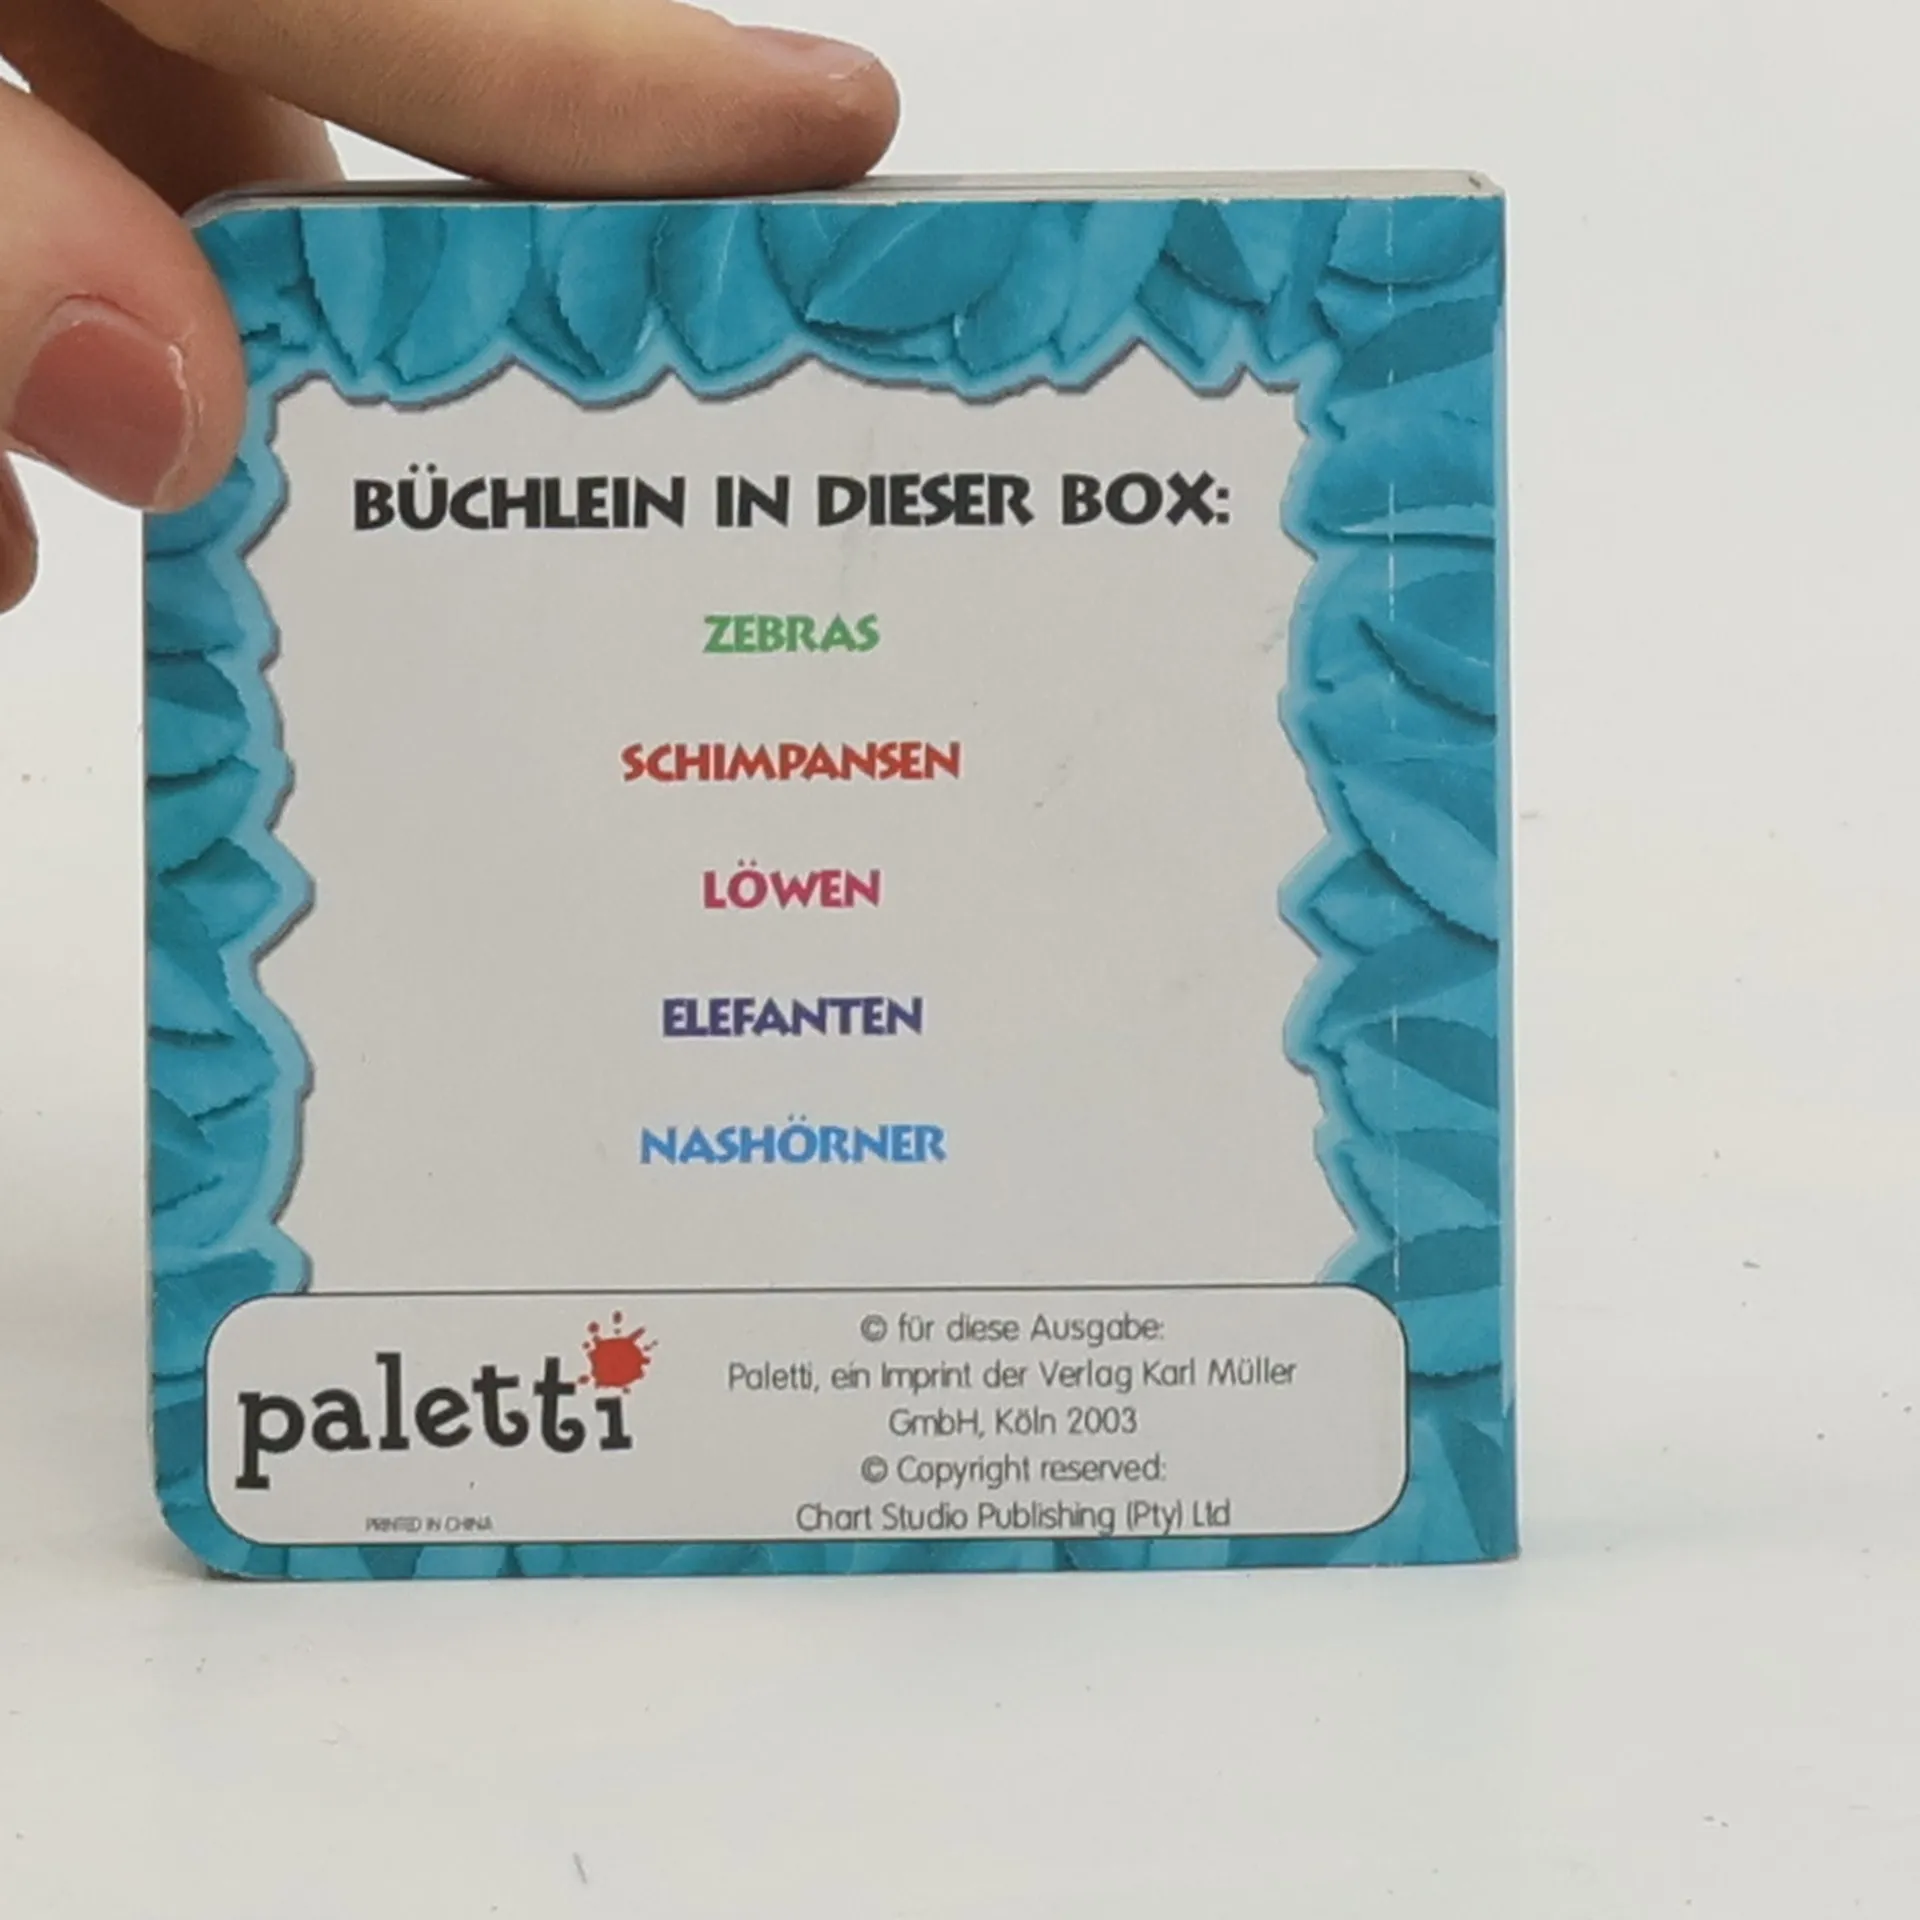 BÜCHLEIN IN DIESER BOX:
ZEBRAS
SCHIMPANSEN
LÖWEN
ELEFANTEN
NASHÖRNER
paletti
PRINTED IN CHINA
© für diese Ausgabe:
Paletti, ein Imprint der Verlag Karl Müller
GmbH, Köln 2003
© Copyright reserved:
Chart Studio Publishing (Pty) Ltd